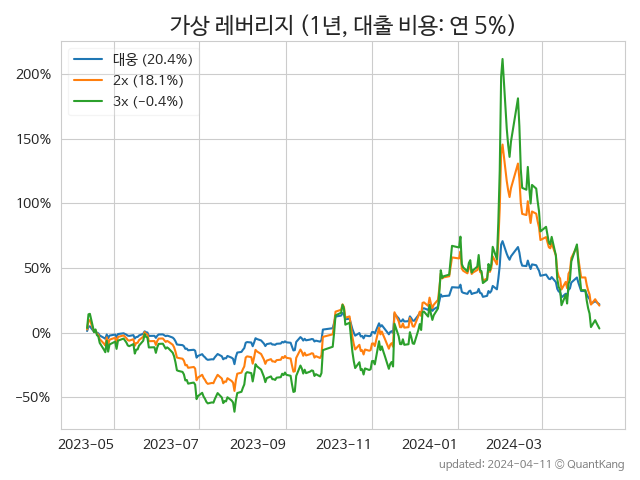 가상 레버리지 (1년, 대출 비용: 연 5%)
대웅 (20.4%)
2x (18.1%)
3x (−0.4%)
200%
150%
100%
50%
0%
−50%
2023−05 2023−07 2023−09 2023−11 2024−01 2024−03
updated: 2024-04-11 © QuantKang